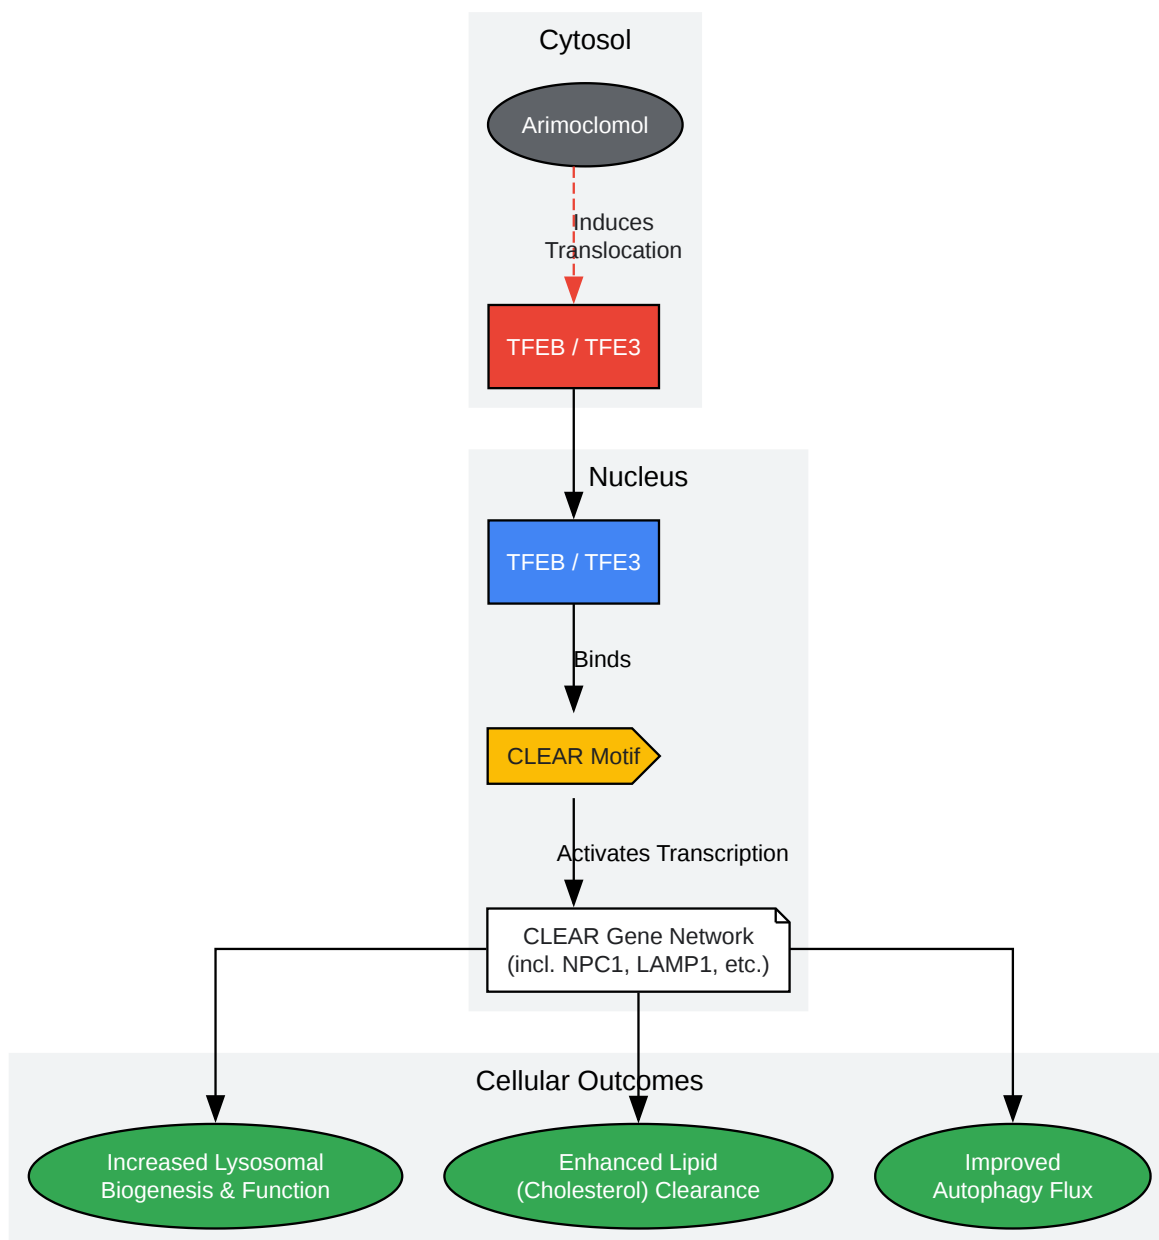 Cytosol
Arimoclomol
Induces
Translocation
TFEB / TFE3
Nucleus
TFEB / TFE3
Binds
CLEAR Motif
Activates Transcription
CLEAR Gene Network
(incl. NPC1, LAMP1, etc.)
Cellular Outcomes
Increased Lysosomal
Biogenesis & Function
Enhanced Lipid
(Cholesterol) Clearance
Improved
Autophagy Flux